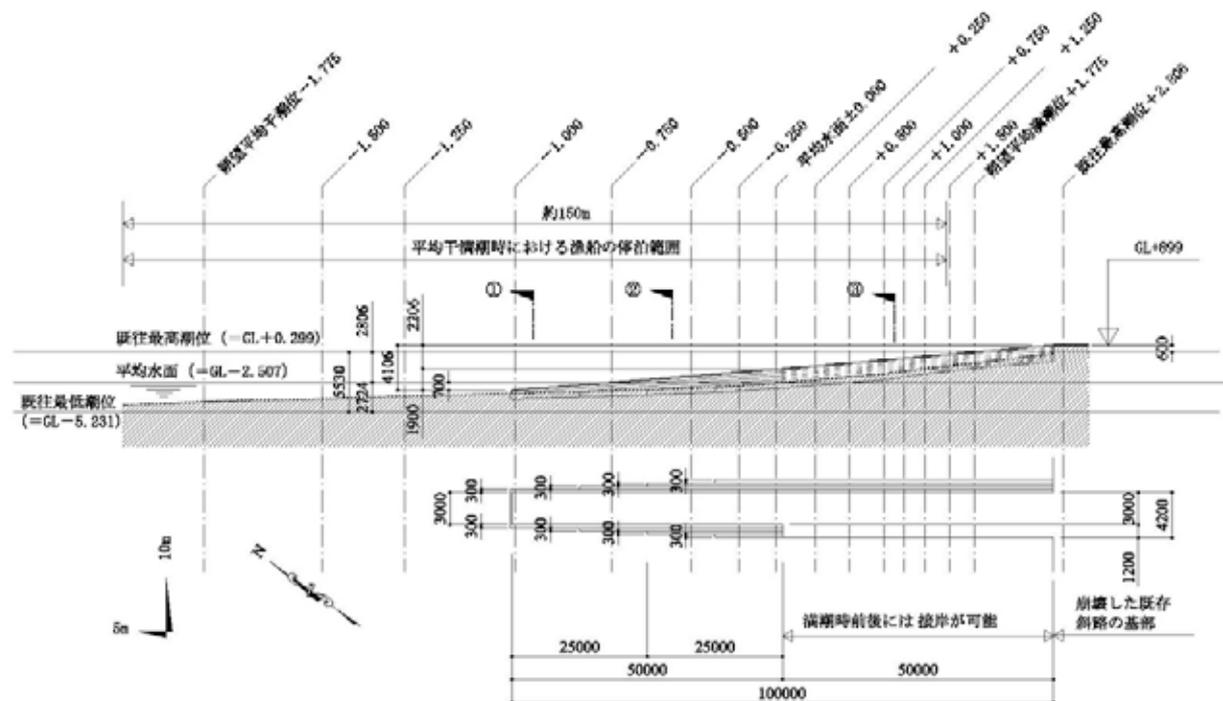 +0.250
+0.750
+1.250
朔望平均干潮位-1.775
-1.500
-1.250
-1.000
-0.750
-0.500
-0.250
平均水面±0.000
+0.500
+1.000
+1.500
朔望平均満潮位+1.775
既往最高潮位+2.806
約150m
平均干満潮時における漁船の停泊範囲
GL+899
①
②
③
2806
2206
既往最高潮位 (=GL+0.299)
平均水面 (=GL-2.507)
既往最低潮位
(=GL-5.231)
5530
2724
4106
700
1900
600
300
300
300
300
3000
300
300
300
300
3000
4200
1200
10m
5m
N
満潮時前後には 接岸が可能
崩壊した既存
斜路の基部
25000
25000
50000
50000
100000